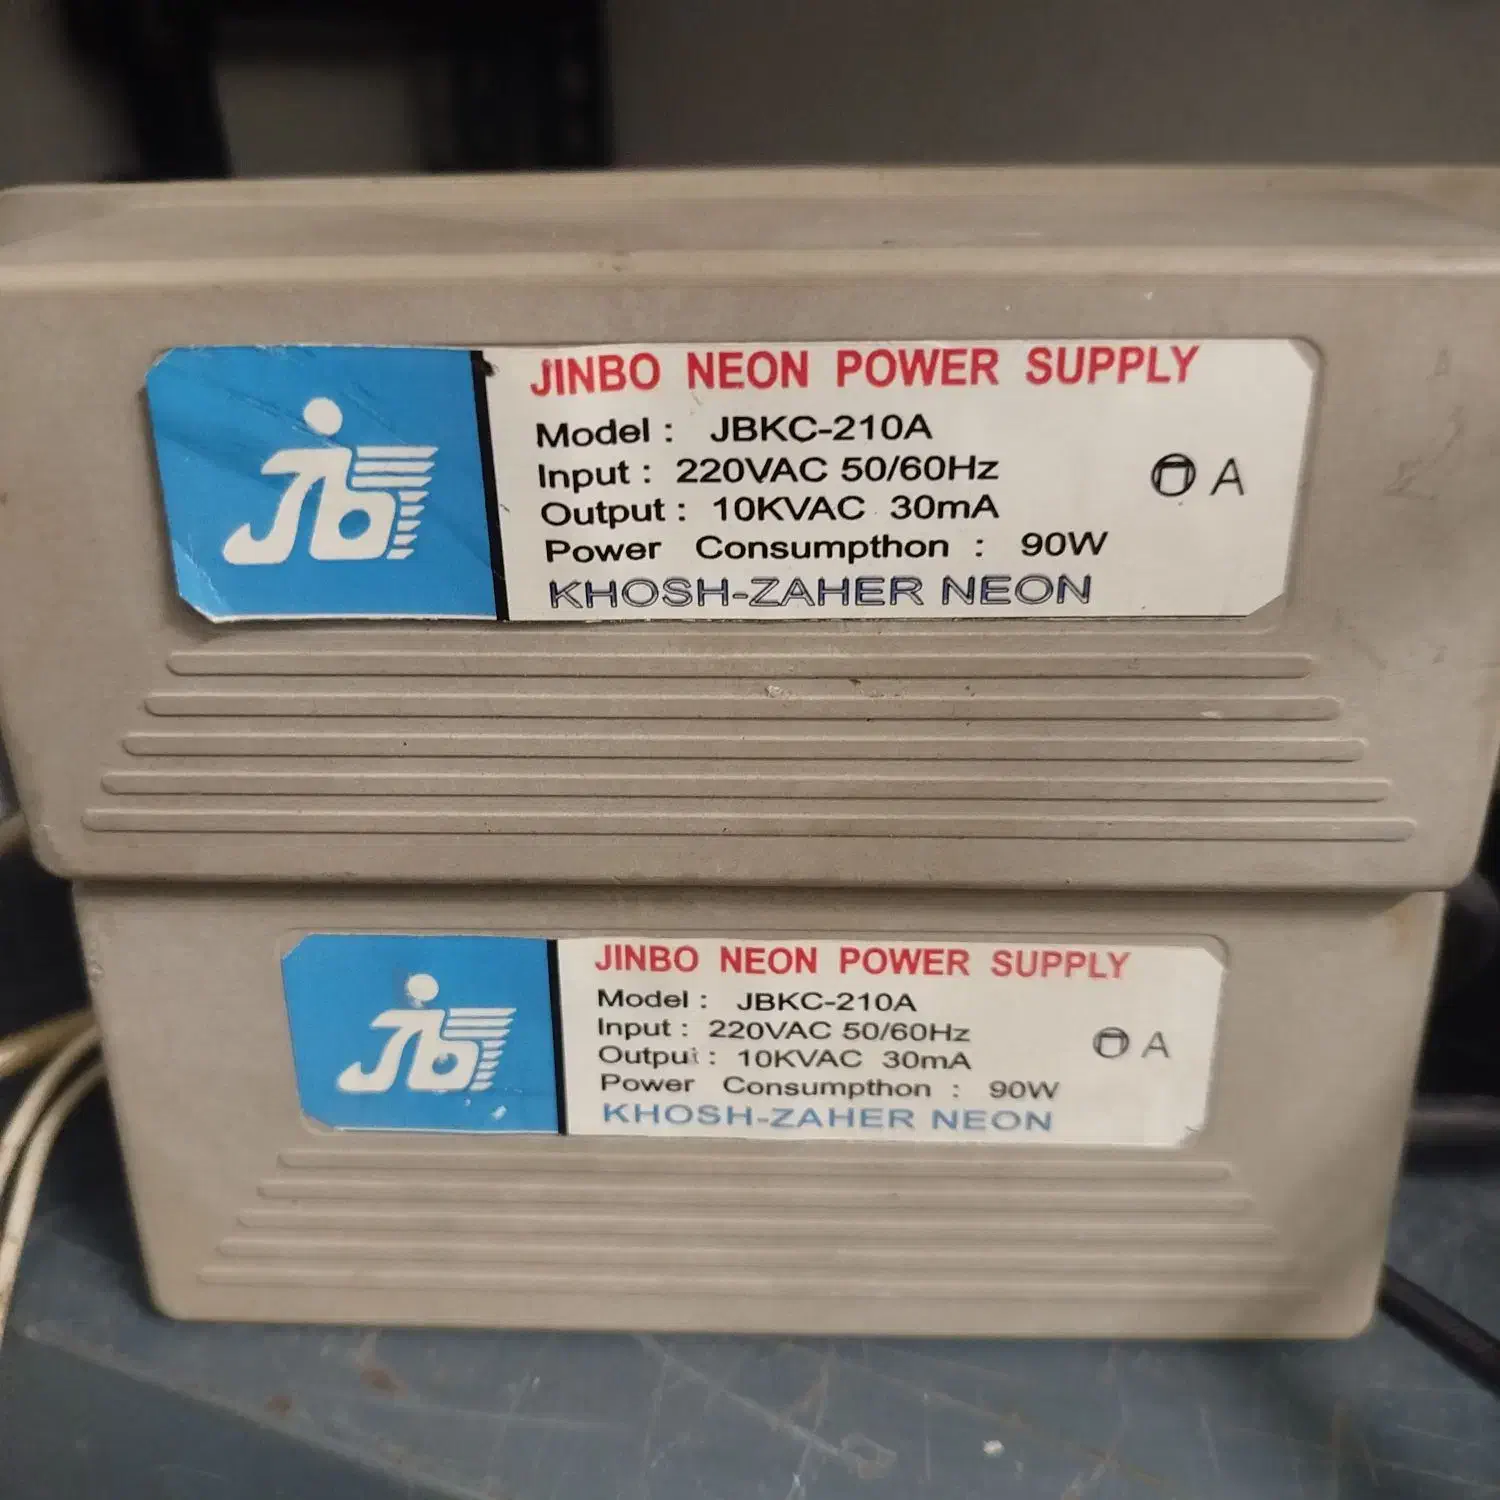 JINBO NEON POWER SUPPLY
Model : JBKC-210A
Input : 220VAC 50/60Hz
Output : 10KVAC 30mA
Power Consumpthon : 90W
KHOSH-ZAHER NEON
A
Jb
JINBO NEON POWER SUPPLY
Model : JBKC-210A
Input : 220VAC 50/60Hz
Output : 10KVAC 30mA
Power Consumpthon : 90W
KHOSH-ZAHER NEON
A
Jb